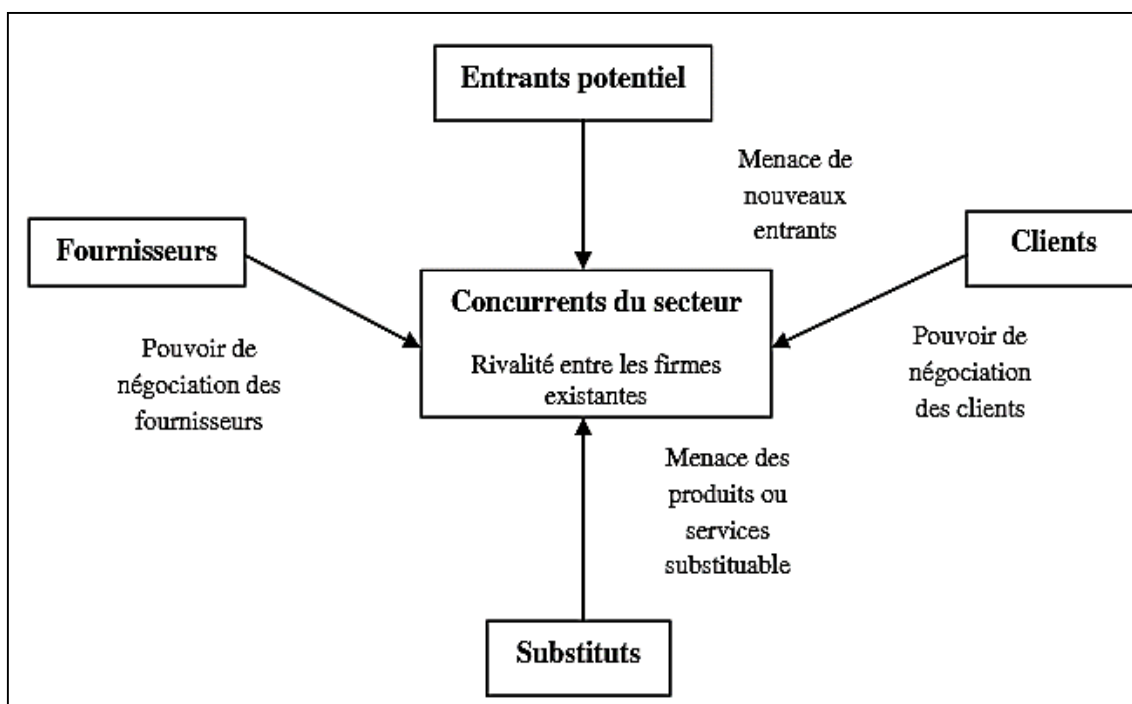 Entrants potentiel
Menace de
nouveaux
entrants
Fournisseurs
Clients
Concurrents du secteur
Rivalité entre les firmes
existantes
Pouvoir de
négociation des
fournisseurs
Pouvoir de
négociation
des clients
Menace des
produits ou
services
substituable
Substituts